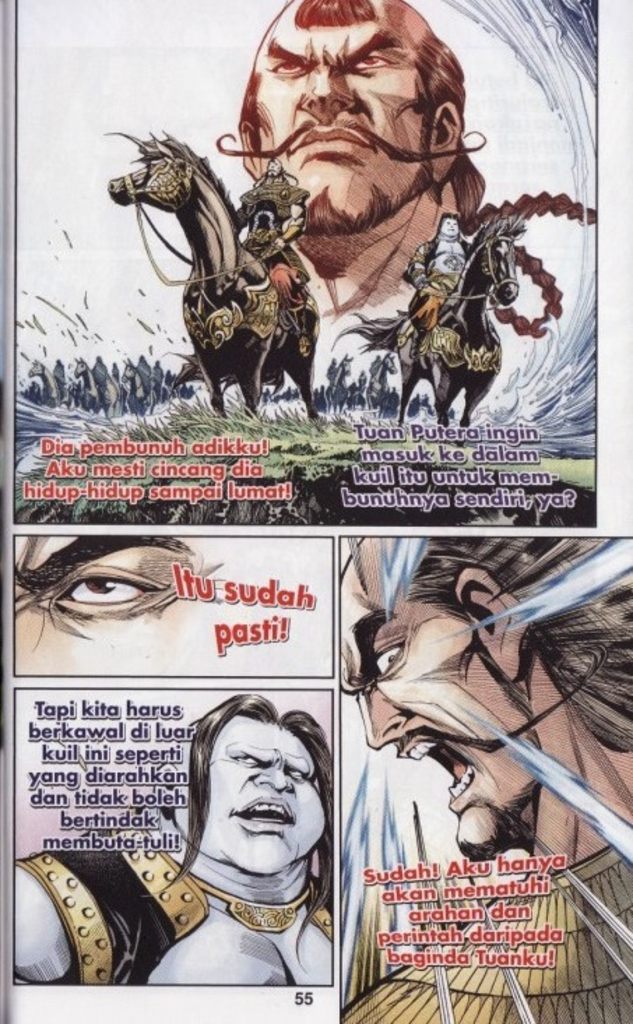 Dia pembunuh adikku!
Aku mesti cincang dia
hidup-hidup sampai lumat!
Tuan Putera ingin
masuk ke dalam
kuil itu untuk mem-
bunuhnya sendiri, ya?
Itu sudah
pasti!
Tapi kita harus
berkawal di luar
kuil ini seperti
yang diarahkan
dan tidak boleh
bertindak
membuta-tuli!
Sudah! Aku hanya
akan mematuhi
arahan dan
perintah daripada
baginda Tuanku!
55